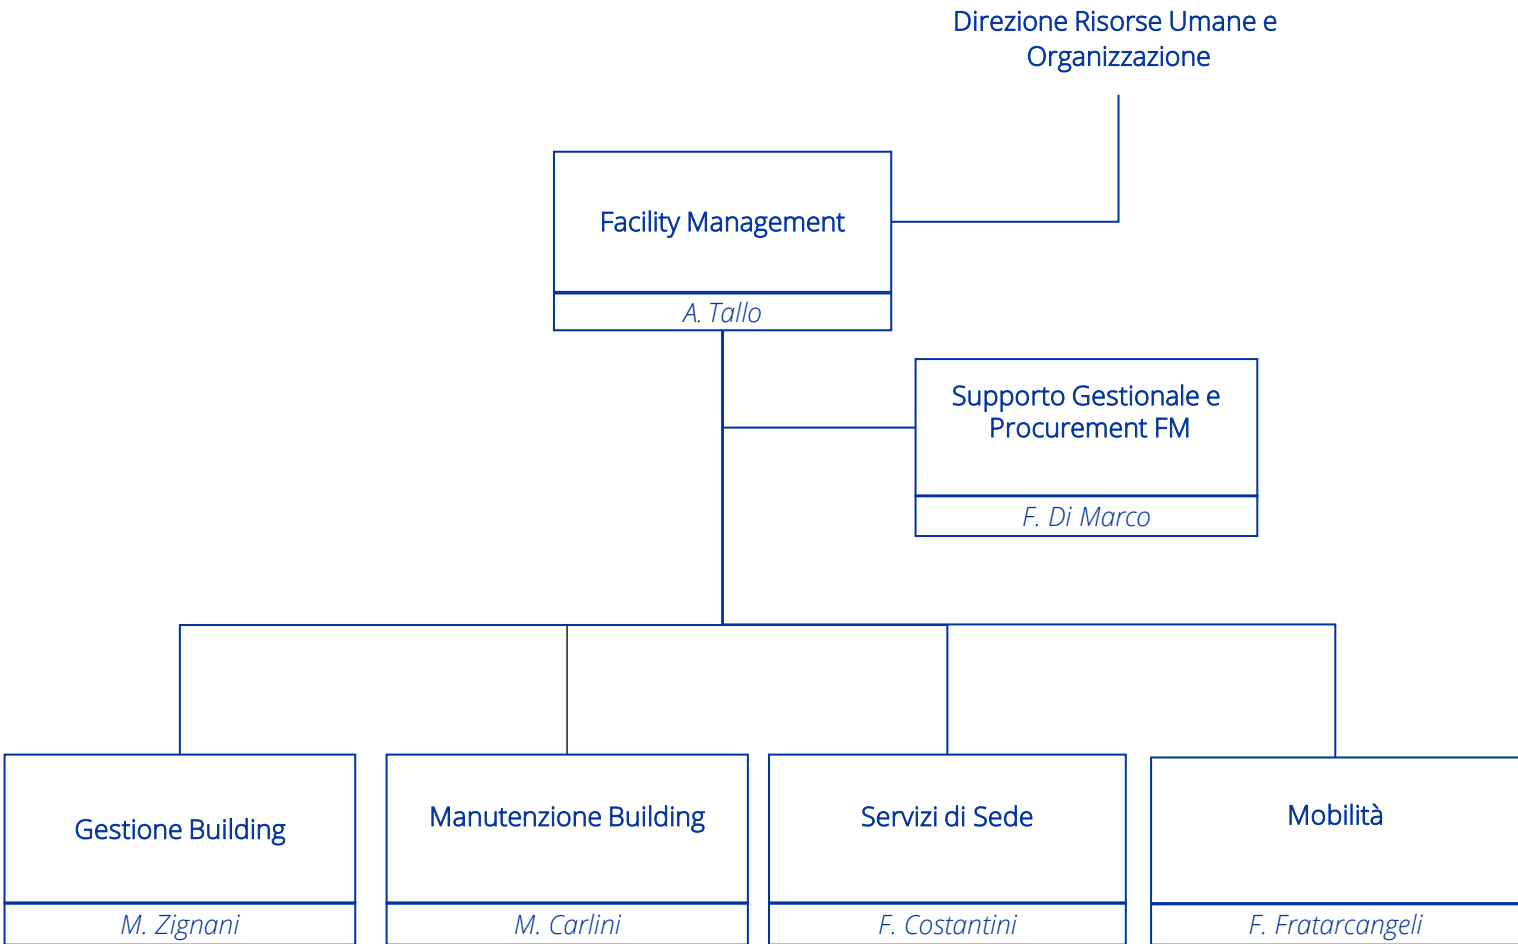 Direzione Risorse Umane e
Organizzazione
Facility Management
A. Tallo
Supporto Gestionale e
Procurement FM
F. Di Marco
Gestione Building
M. Zignani
Manutenzione Building
M. Carlini
Servizi di Sede
F. Costantini
Mobilità
F. Fratarcangeli